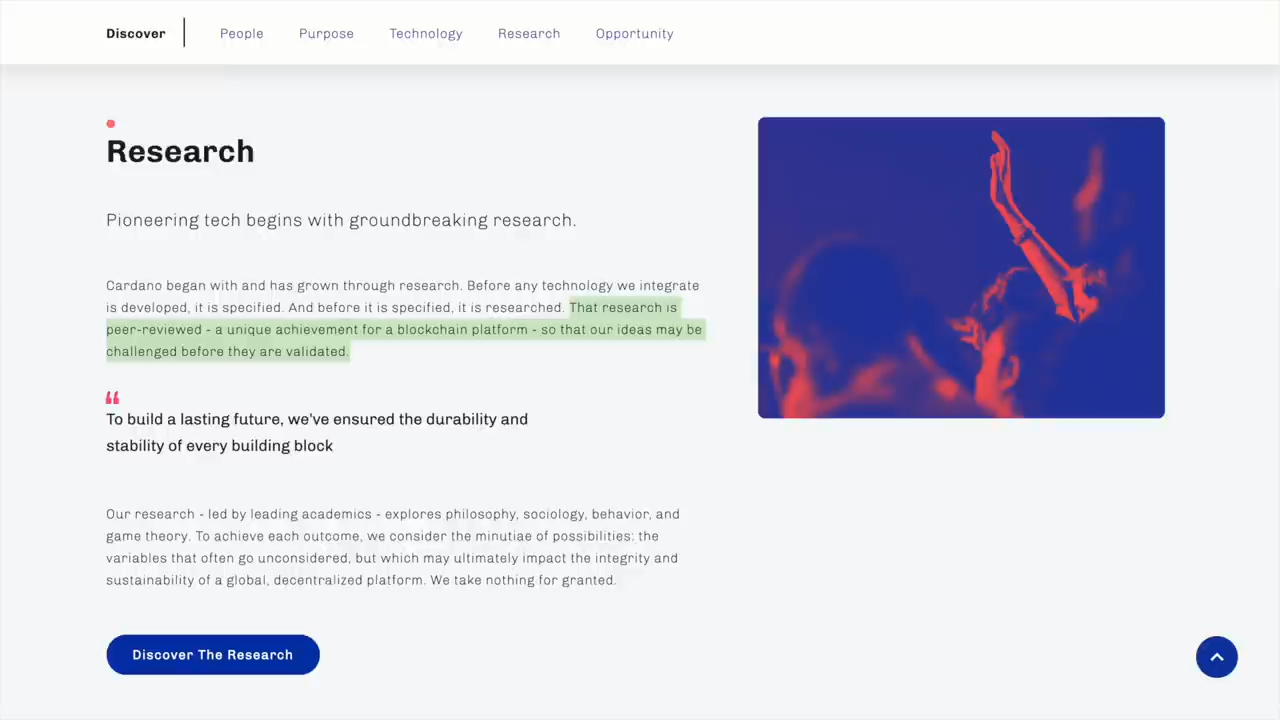 Discover People Purpose Technology Research Opportunity
Research
Pioneering tech begins with groundbreaking research.
Cardano began with and has grown through research. Before any technology we integrate
is developed, it is specified. And before it is specified, it is researched. That research is
peer-reviewed - a unique achievement for a blockchain platform - so that our ideas may be
challenged before they are validated.
“
To build a lasting future, we've ensured the durability and
stability of every building block
Our research - led by leading academics - explores philosophy, sociology, behavior, and
game theory. To achieve each outcome, we consider the minutiae of possibilities: the
variables that often go unconsidered, but which may ultimately impact the integrity and
sustainability of a global, decentralized platform. We take nothing for granted.
Discover The Research